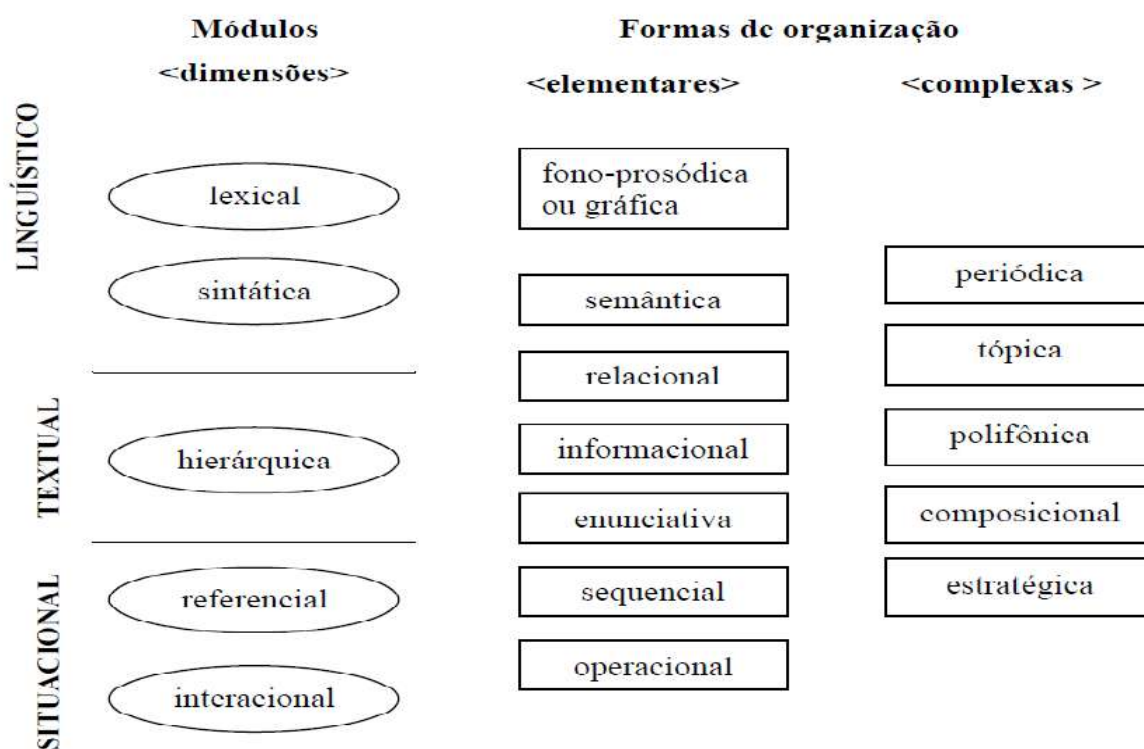 Módulos
<dimensões>
Formas de organização
<elementares>
<complexas >
LINGUÍSTICO
lexical
sintática
TEXTUAL
hierárquica
SITUACIONAL
referencial
interacional
fono-prosódica
ou gráfica
semântica
relacional
informacional
enunciativa
sequencial
operacional
periódica
tópica
polifônica
composicional
estratégica